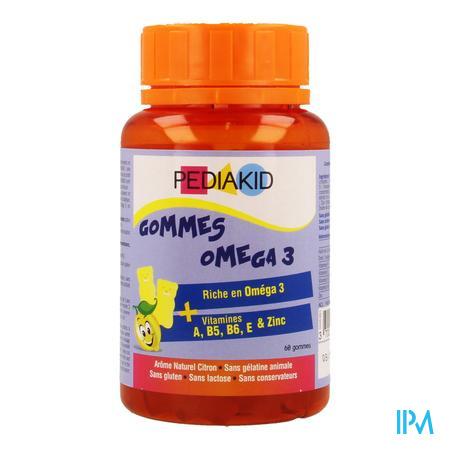 PEDIAKID
GOMMES
OMEGA 3
Riche en Oméga 3
+
Vitamines
A, B5, B6, E & Zinc
60 gommes
Arôme Naturel Citron • Sans gélatine animale
Sans gluten • Sans lactose • Sans conservateurs
IPM